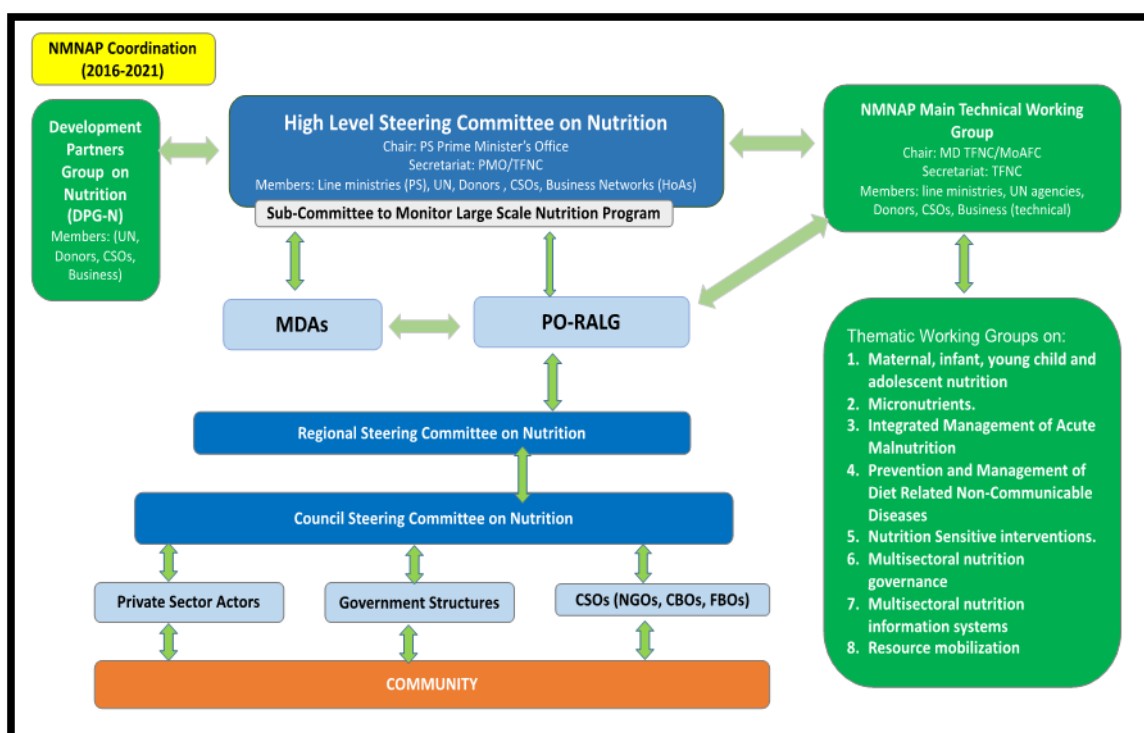 NMNAP Coordination
(2016-2021)
Development
Partners
Group on
Nutrition
(DPG-N)
Members: (UN,
Donors, CSOs,
Business)
High Level Steering Committee on Nutrition
Chair: PS Prime Minister's Office
Secretariat: PMO/TFNC
Members: Line ministries (PS), UN, Donors , CSOs, Business Networks (HoAs)
Sub-Committee to Monitor Large Scale Nutrition Program
NMNAP Main Technical Working
Group
Chair: MD TFNC/MoAFC
Secretariat: TFNC
Members: line ministries, UN agencies,
Donors, CSOs, Business (technical)
MDAs
PO-RALG
Regional Steering Committee on Nutrition
Council Steering Committee on Nutrition
Private Sector Actors
Government Structures
CSOs (NGOs, CBOs, FBOs)
COMMUNITY
Thematic Working Groups on:
1. Maternal, infant, young child and
adolescent nutrition
2. Micronutrients.
3. Integrated Management of Acute
Malnutrition
4. Prevention and Management of
Diet Related Non-Communicable
Diseases
5. Nutrition Sensitive interventions.
6. Multisectoral nutrition
governance
7. Multisectoral nutrition
information systems
8. Resource mobilization